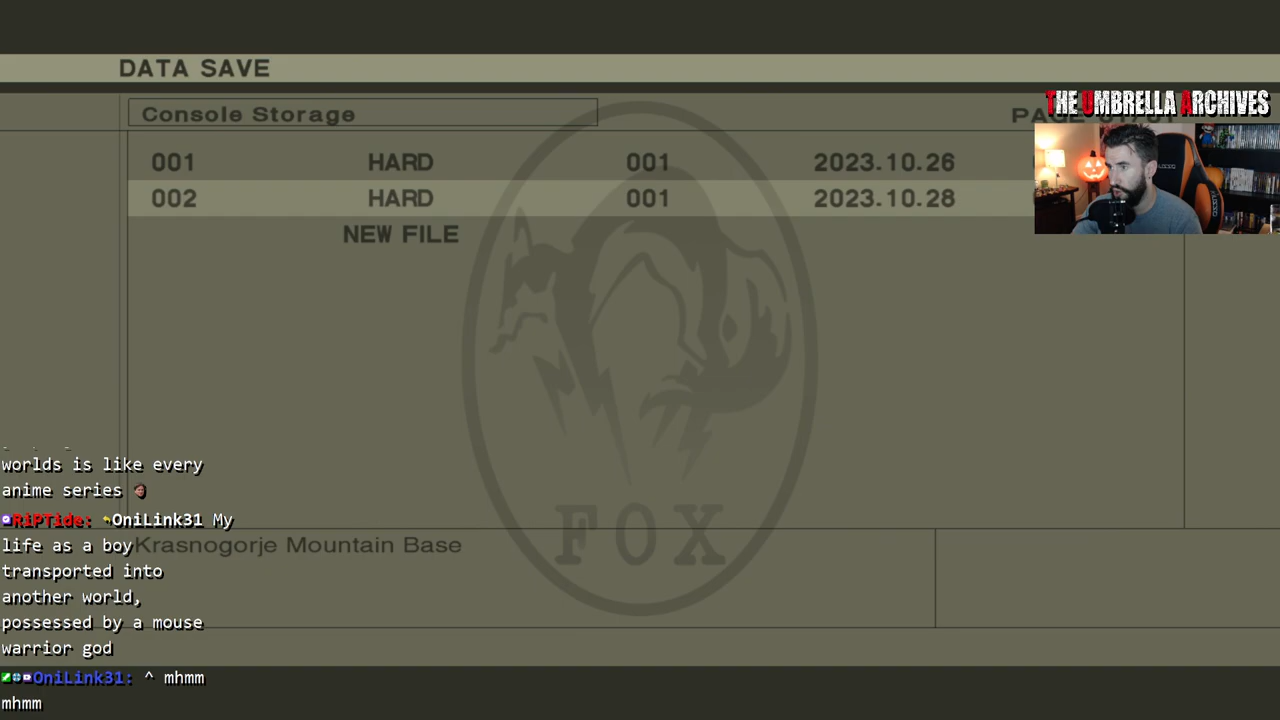 DATA SAVE
THE UMBRELLA ARCHIVES
Console Storage
001 HARD 001 2023.10.26
002 HARD 001 2023.10.28
NEW FILE
FOX
Krasnogorje Mountain Base
worlds is like every
anime series
RiPTide: OniLink31 My
life as a boy
transported into
another world,
possessed by a mouse
warrior god
OniLink31: ^ mhmm
mhmm